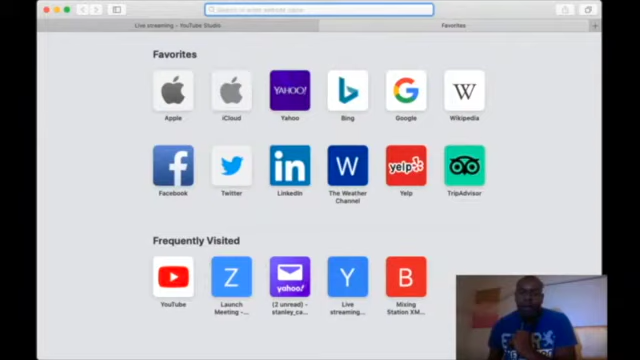 Search or enter website name
Live streaming - YouTube Studio
Favorites
Favorites
YAHOO!
W
Apple
iCloud
Yahoo
Bing
Google
Wikipedia
f
in
W
yelp
Facebook
Twitter
LinkedIn
The Weather Channel
Yelp
TripAdvisor
Frequently Visited
Z
yahoo!
Y
B
YouTube
Launch Meeting -...
(2 unread) - stanley_ca...
Live streaming...
Mixing Station XM...